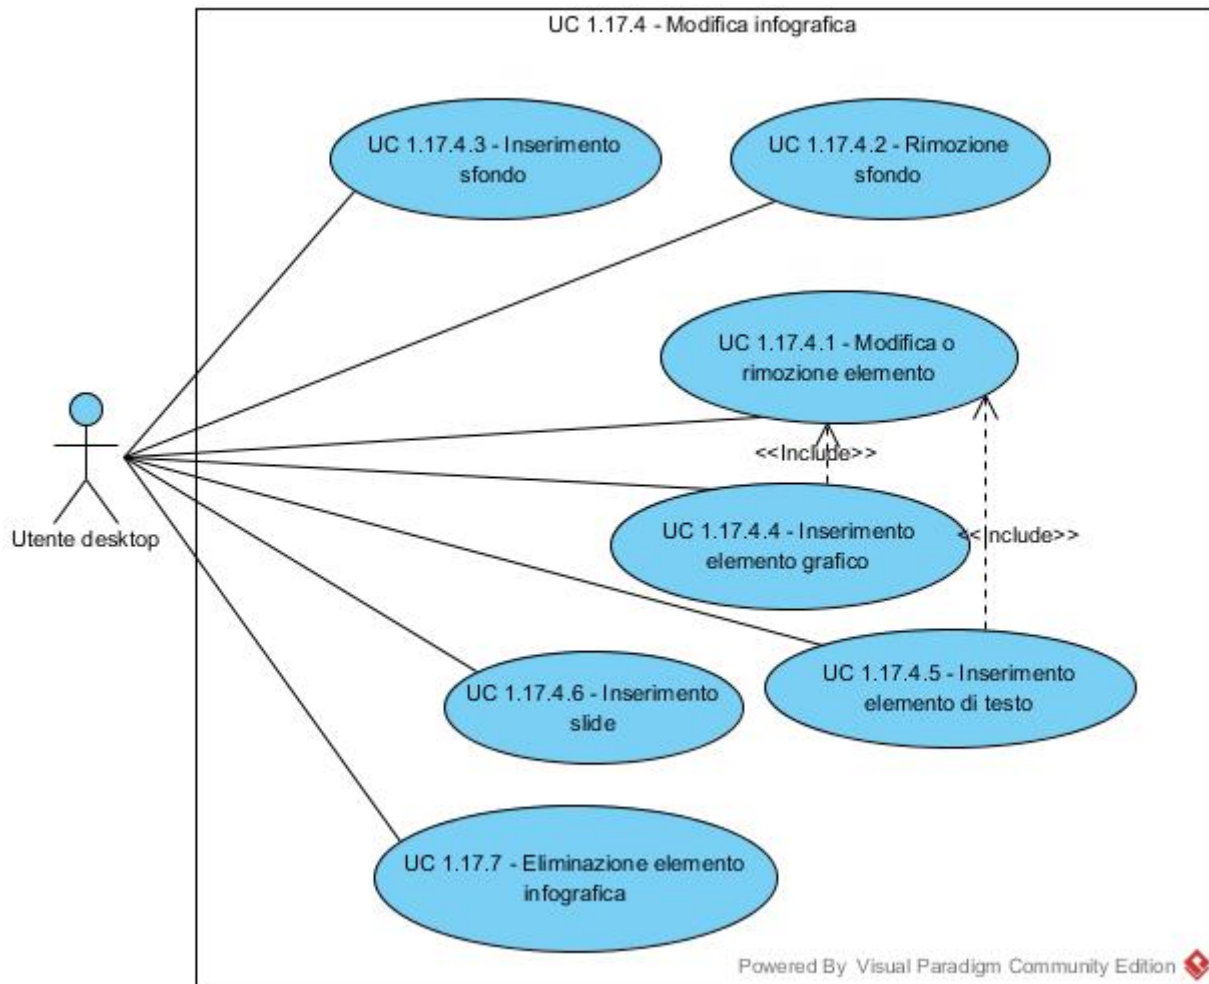 UC 1.17.4 - Modifica infografica
UC 1.17.4.3 - Inserimento
sfondo
UC 1.17.4.2 - Rimozione
sfondo
UC 1.17.4.1 - Modifica o
rimozione elemento
<<Include>>
UC 1.17.4.4 - Inserimento
elemento grafico
<<Include>>
Utente desktop
UC 1.17.4.5 - Inserimento
elemento di testo
UC 1.17.4.6 - Inserimento
slide
UC 1.17.7 - Eliminazione elemento
infografica
Powered By Visual Paradigm Community Edition